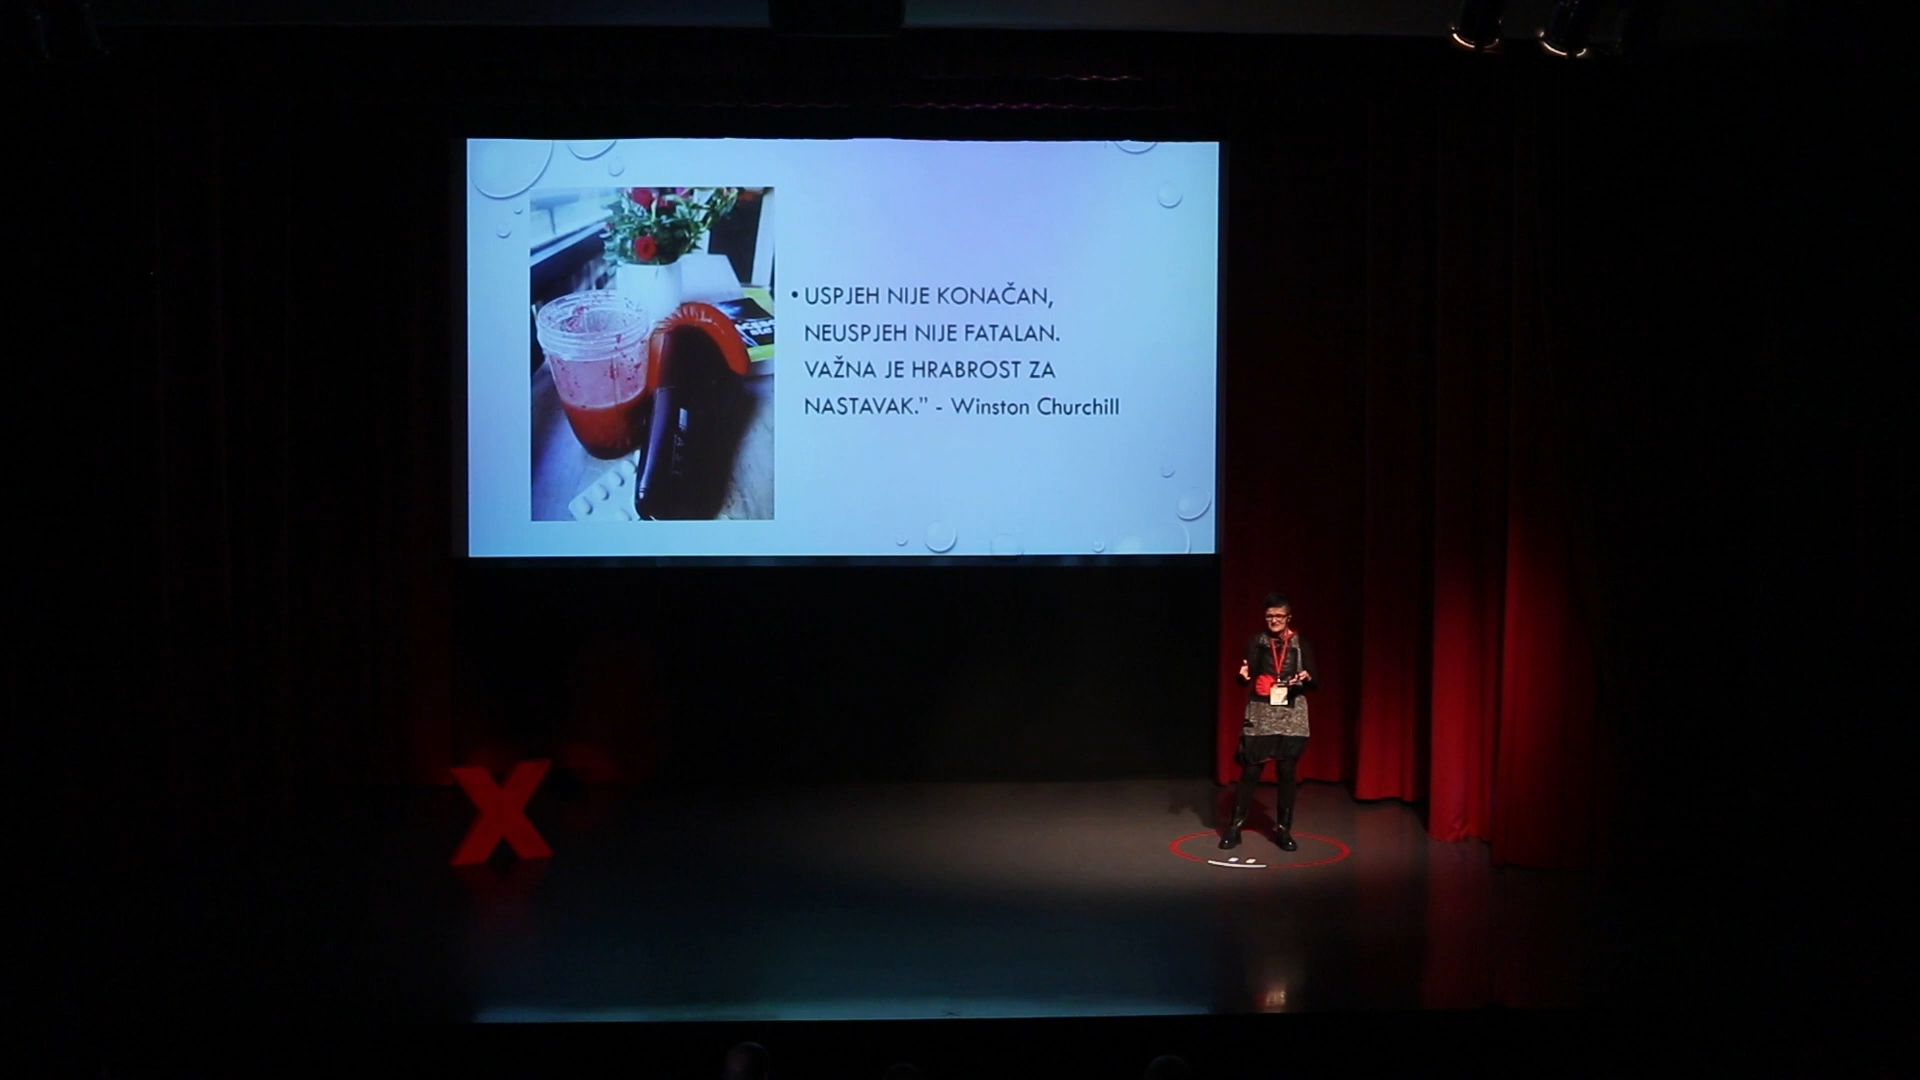 • USPJEH NIJE KONAČAN,
NEUSPJEH NIJE FATALAN.
VAŽNA JE HRABROST ZA
NASTAVAK.” - Winston Churchill
X